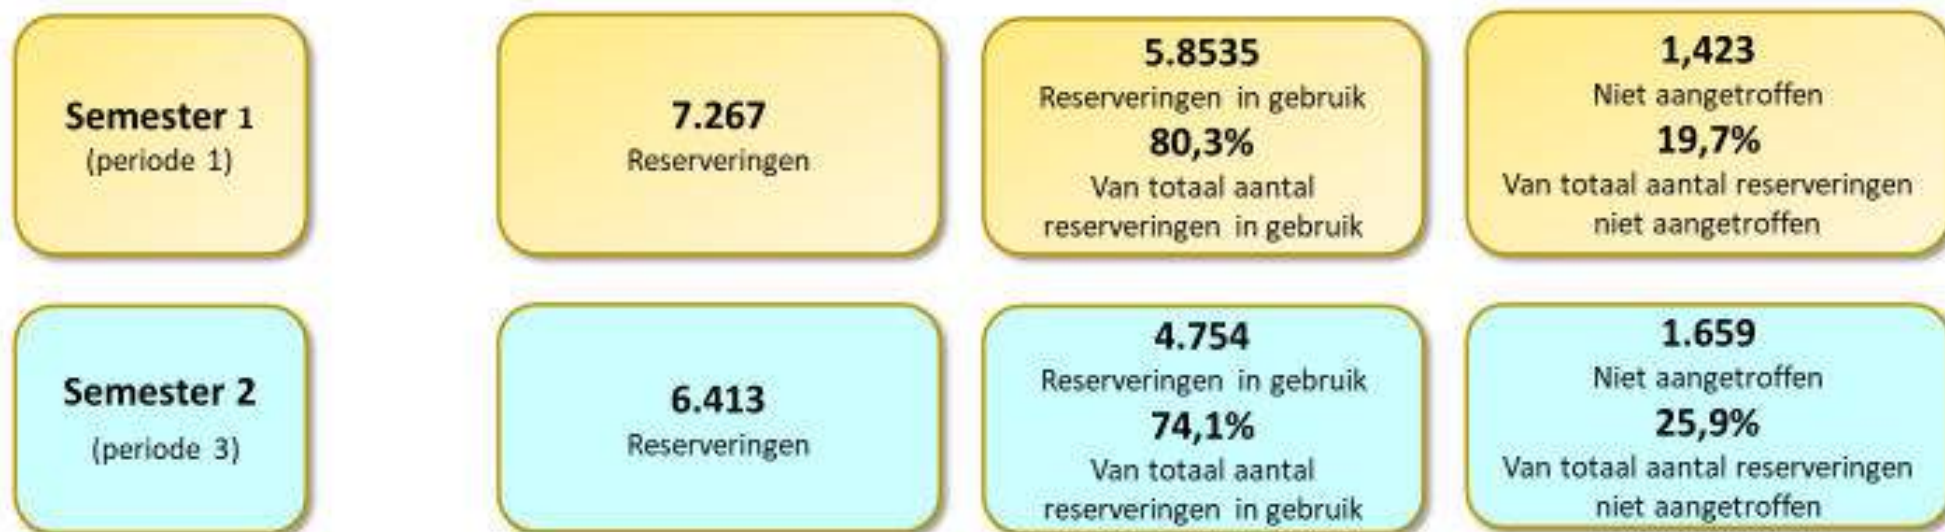 Semester 1
(periode 1)
7.267
Reserveringen
5.8535
Reserveringen in gebruik
80,3%
Van totaal aantal
reserveringen in gebruik
1,423
Niet aangetroffen
19,7%
Van totaal aantal reserveringen
niet aangetroffen
Semester 2
(periode 3)
6.413
Reserveringen
4.754
Reserveringen in gebruik
74,1%
Van totaal aantal
reserveringen in gebruik
1.659
Niet aangetroffen
25,9%
Van totaal aantal reserveringen
niet aangetroffen